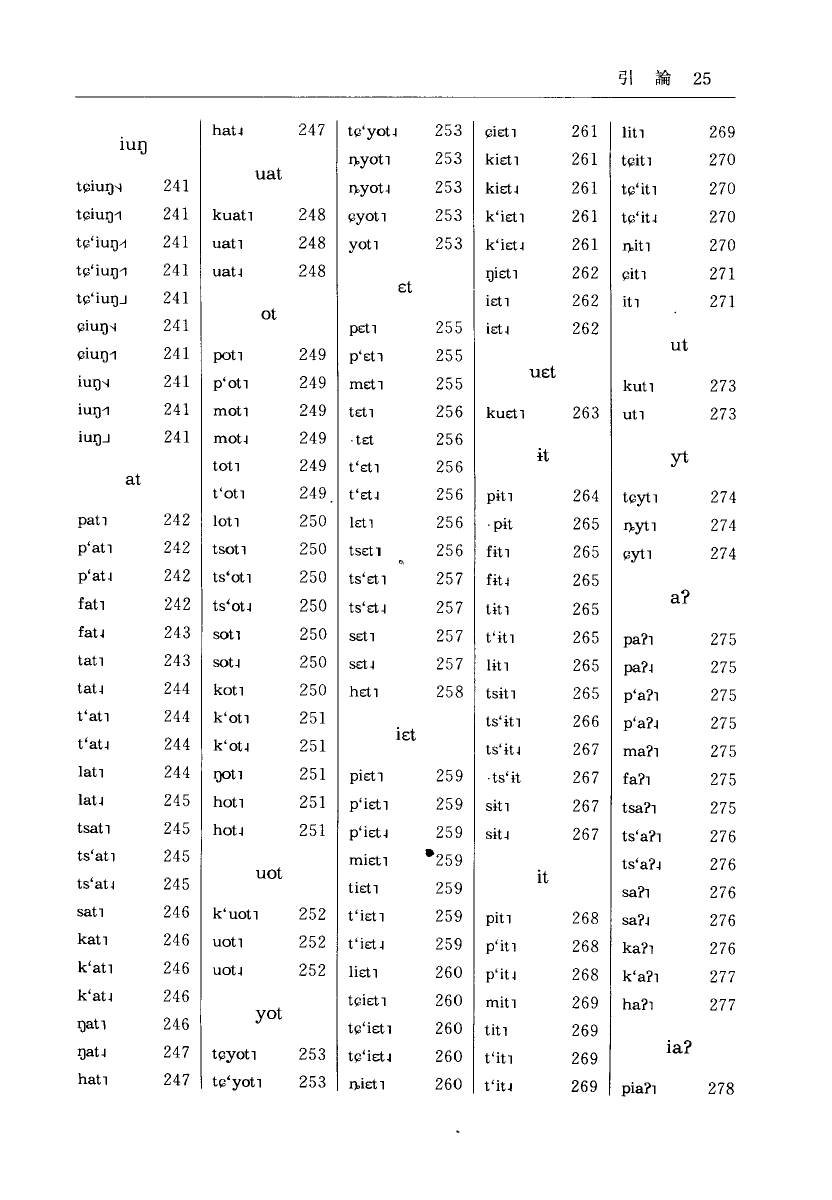 引 論 25
iuŋ
tɕiuŋ˧˩ 241
tɕiuŋ˦ 241
tɕ‘iuŋ˧˥ 241
tɕ‘iuŋ˦ 241
tɕ‘iuŋ˩ 241
ɕiuŋ˧˩ 241
ɕiuŋ˦ 241
iuŋ˧˩ 241
iuŋ˦ 241
iuŋ˩ 241
at
pat˥ 242
p‘at˥ 242
p‘at˨ 242
fat˥ 242
fat˨ 243
tat˥ 243
tat˨ 244
t‘at˥ 244
t‘at˨ 244
lat˥ 244
lat˨ 245
tsat˥ 245
ts‘at˥ 245
ts‘at˨ 245
sat˥ 246
kat˥ 246
k‘at˥ 246
k‘at˨ 246
ŋat˥ 246
ŋat˨ 247
hat˥ 247
hat˨ 247
uat
kuat˥ 248
uat˥ 248
uat˨ 248
ot
pot˥ 249
p‘ot˥ 249
mot˥ 249
mot˨ 249
tot˥ 249
t‘ot˥ 249
lot˥ 250
tsot˥ 250
ts‘ot˥ 250
ts‘ot˨ 250
sot˥ 250
sot˨ 250
kot˥ 250
k‘ot˥ 251
k‘ot˨ 251
ŋot˥ 251
hot˥ 251
hot˨ 251
uot
k‘uot˥ 252
uot˥ 252
uot˨ 252
yot
tɕyot˥ 253
tɕ‘yot˥ 253
tɕ‘yot˨ 253
ȵyot˥ 253
ȵyot˨ 253
ɕyot˥ 253
yot˥ 253
ɛt
pɛt˥ 255
p‘ɛt˥ 255
mɛt˥ 255
tɛt˥ 256
·tɛt 256
t‘ɛt˥ 256
t‘ɛt˨ 256
lɛt˥ 256
tsɛt˥ 256
ts‘ɛt˥ 257
ts‘ɛt˨ 257
sɛt˥ 257
sɛt˨ 257
hɛt˥ 258
iɛt
piɛt˥ 259
p‘iɛt˥ 259
p‘iɛt˨ 259
miɛt˥ 259
tiɛt˥ 259
t‘iɛt˥ 259
t‘iɛt˨ 259
liɛt˥ 260
tɕiɛt˥ 260
tɕ‘iɛt˥ 260
tɕ‘iɛt˨ 260
ȵiɛt˥ 260
ɕiɛt˥ 261
kiɛt˥ 261
kiɛt˨ 261
k‘iɛt˥ 261
k‘iɛt˨ 261
ŋiɛt˥ 262
iɛt˥ 262
iɛt˨ 262
uɛt
kuɛt˥ 263
ɨt
pɨt˥ 264
·pɨt 265
fɨt˥ 265
fɨt˨ 265
tɨt˥ 265
t‘ɨt˥ 265
lɨt˥ 265
tsɨt˥ 265
ts‘ɨt˥ 266
ts‘ɨt˨ 267
·ts‘ɨt 267
sɨt˥ 267
sɨt˨ 267
it
pit˥ 268
p‘it˥ 268
p‘it˨ 268
mit˥ 269
tit˥ 269
t‘it˥ 269
t‘it˨ 269
lit˥ 269
tɕit˥ 270
tɕ‘it˥ 270
tɕ‘it˨ 270
ȵit˥ 270
ɕit˥ 271
it˥ 271
ut
kut˥ 273
ut˥ 273
yt
tɕyt˥ 274
ȵyt˥ 274
ɕyt˥ 274
aʔ
paʔ˥ 275
paʔ˨ 275
p‘aʔ˥ 275
p‘aʔ˨ 275
maʔ˥ 275
faʔ˥ 275
tsaʔ˥ 275
ts‘aʔ˥ 276
ts‘aʔ˨ 276
saʔ˥ 276
saʔ˨ 276
kaʔ˥ 276
k‘aʔ˥ 277
haʔ˥ 277
iaʔ
piaʔ˥ 278